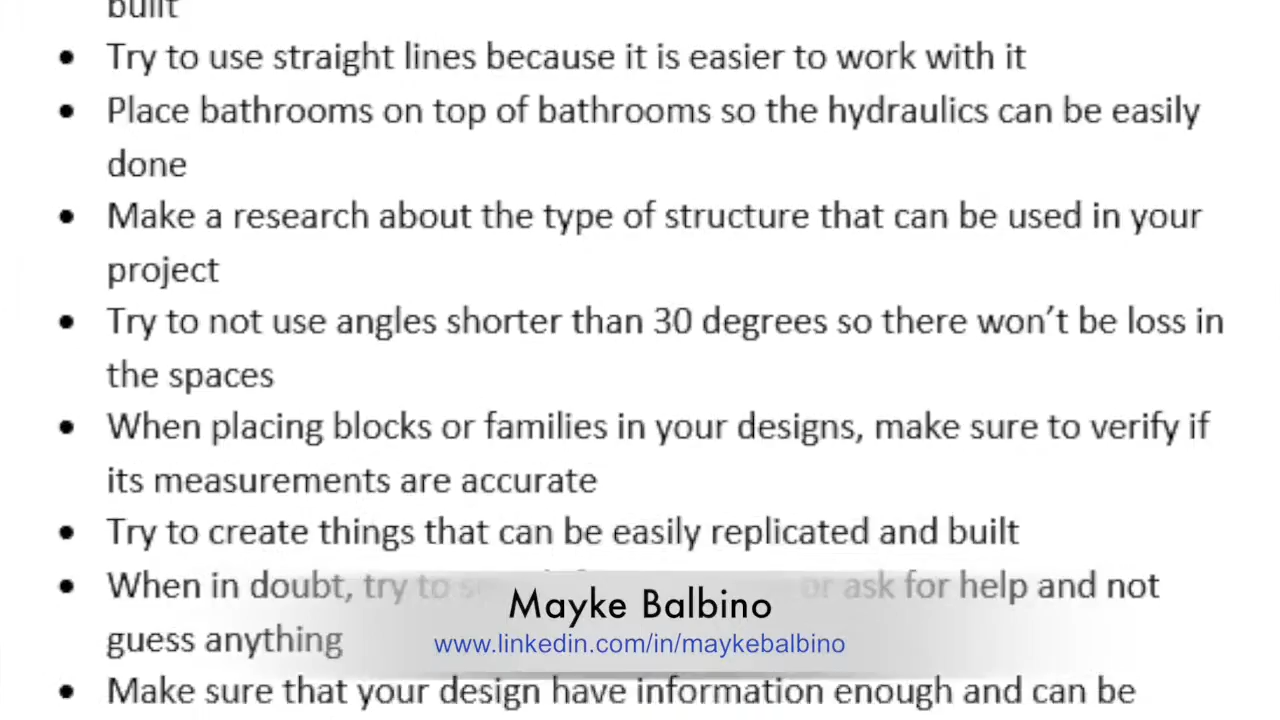 built
• Try to use straight lines because it is easier to work with it
• Place bathrooms on top of bathrooms so the hydraulics can be easily
done
• Make a research about the type of structure that can be used in your
project
• Try to not use angles shorter than 30 degrees so there won't be loss in
the spaces
• When placing blocks or families in your designs, make sure to verify if
its measurements are accurate
• Try to create things that can be easily replicated and built
• When in doubt, try to or ask for help and not
Mayke Balbino
guess anything
www.linkedin.com/in/maykebalbino
• Make sure that your design have information enough and can be